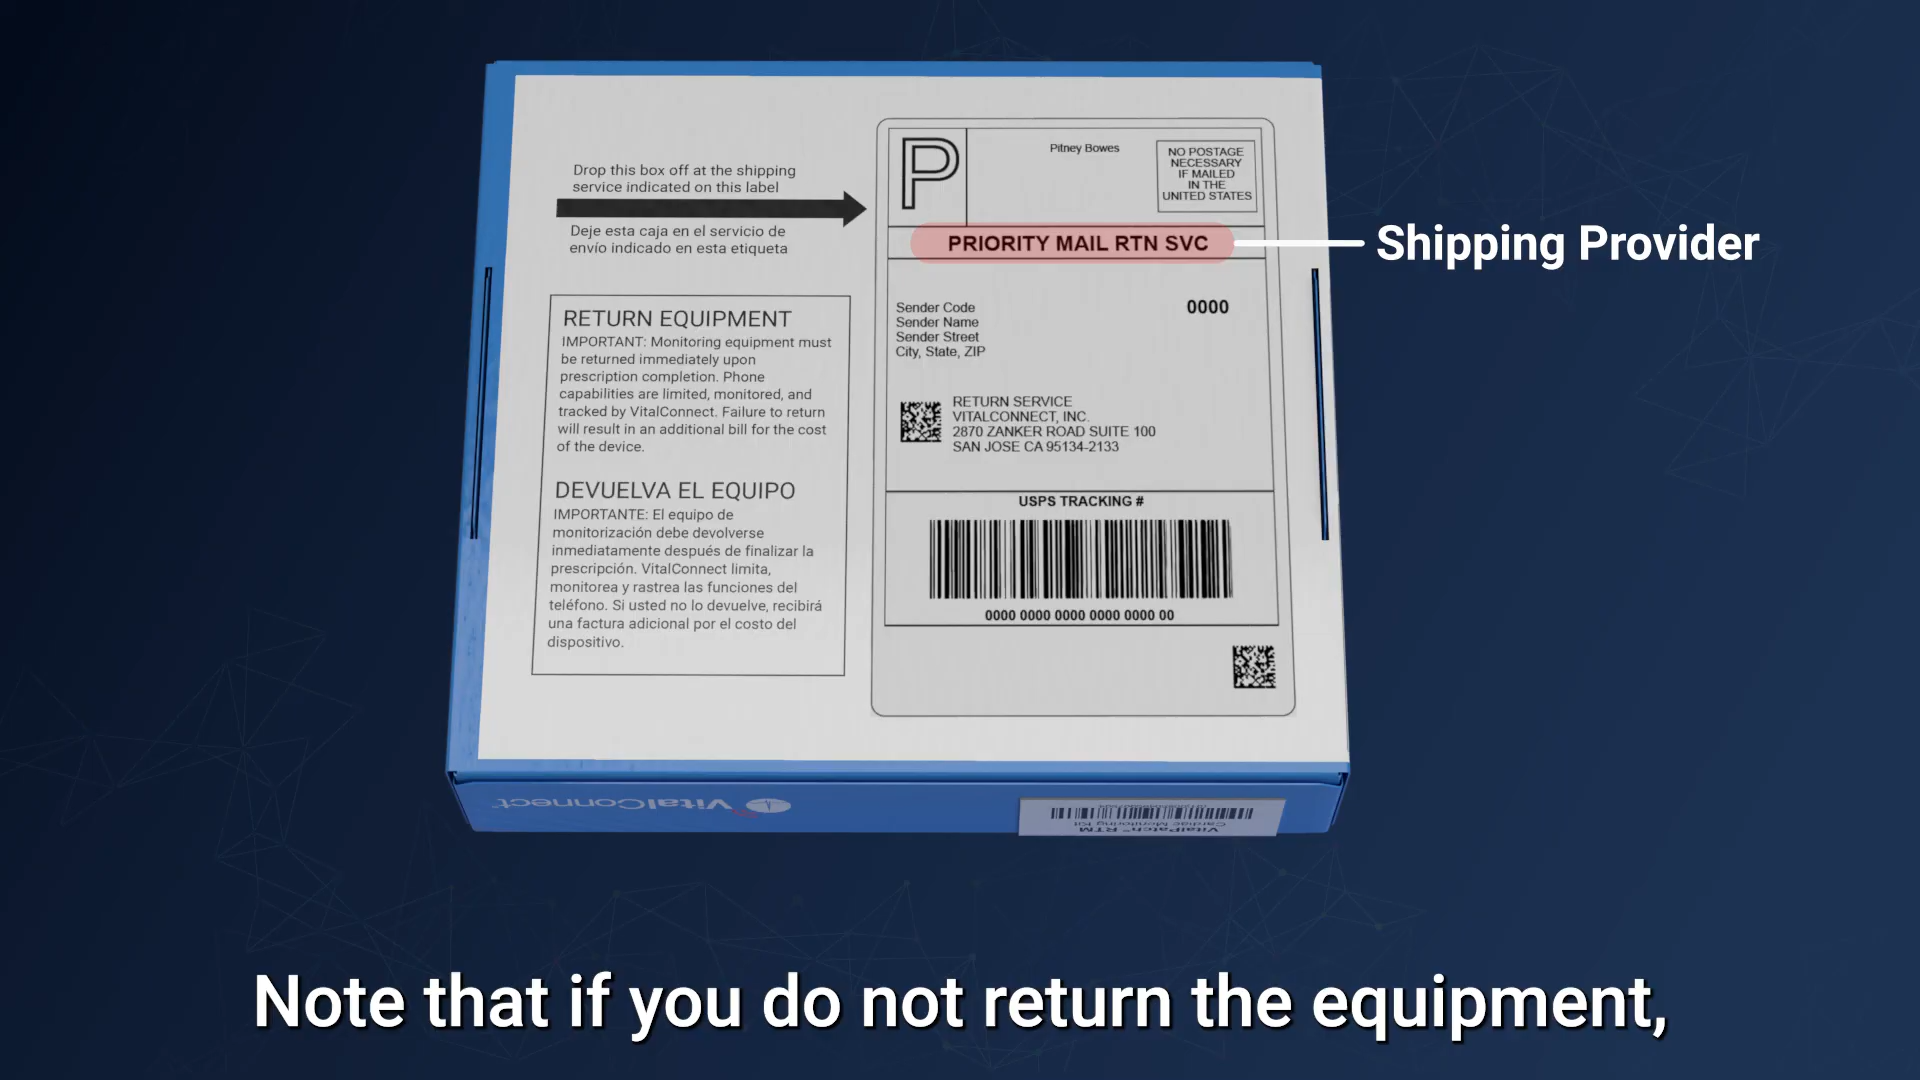 Drop this box off at the shipping
service indicated on this label
Deje esta caja en el servicio de
envío indicado en esta etiqueta
RETURN EQUIPMENT
IMPORTANT: Monitoring equipment must
be returned immediately upon
prescription completion. Phone
capabilities are limited, monitored, and
tracked by VitalConnect. Failure to return
will result in an additional bill for the cost
of the device.
DEVUELVA EL EQUIPO
IMPORTANTE: El equipo de
monitorización debe devolverse
inmediatamente después de finalizar la
prescripción. VitalConnect limita,
monitorea y rastrea las funciones del
teléfono. Si usted no lo devuelve, recibirá
una factura adicional por el costo del
dispositivo.
P
Pitney Bowes
NO POSTAGE
NECESSARY
IF MAILED
IN THE
UNITED STATES
PRIORITY MAIL RTN SVC
Shipping Provider
Sender Code
0000
Sender Name
Sender Street
City, State, ZIP
RETURN SERVICE
VITALCONNECT, INC.
2870 ZANKER ROAD SUITE 100
SAN JOSE CA 95134-2133
USPS TRACKING #
0000 0000 0000 0000 0000 00
VitalConnect
VitalPatch™ RTM
Cardiac Monitoring Kit
Note that if you do not return the equipment,